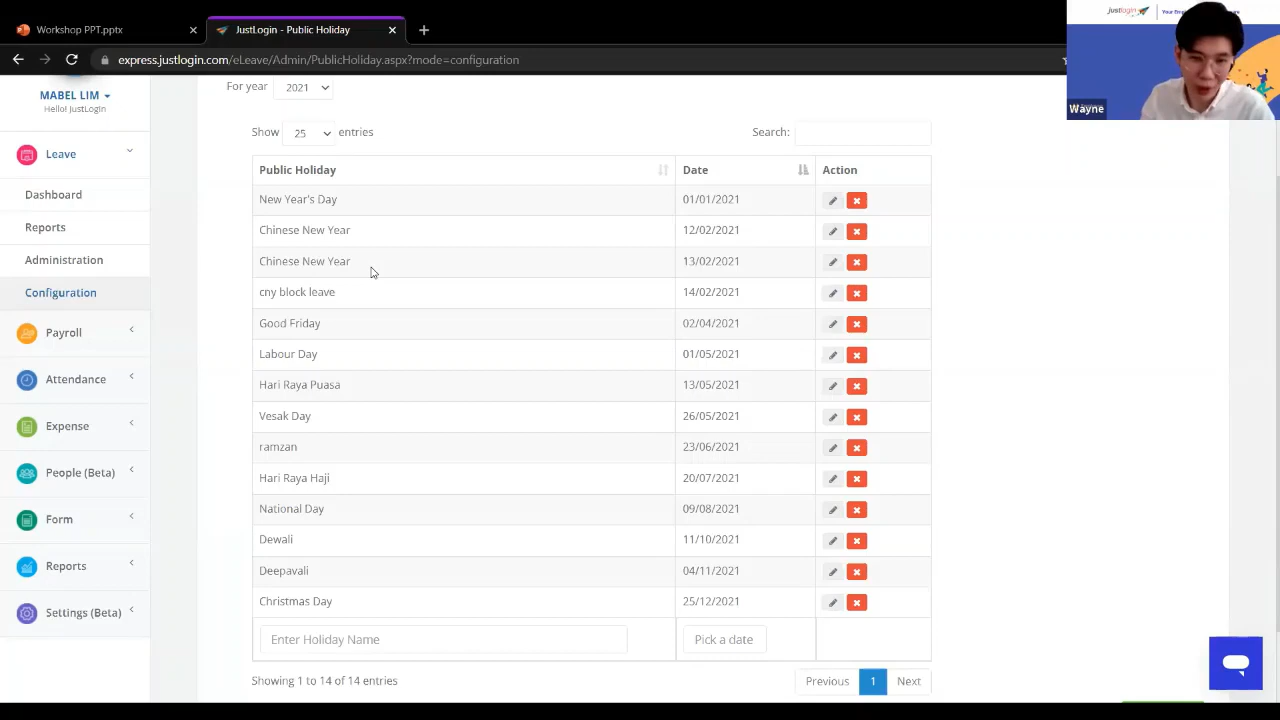 Workshop PPT.pptx
JustLogin - Public Holiday
express.justlogin.com/eLeave/Admin/PublicHoliday.aspx?mode=configuration
justlogin
Wayne
MABEL LIM
Hello! JustLogin
Leave
Dashboard
Reports
Administration
Configuration
Payroll
Attendance
Expense
People (Beta)
Form
Reports
Settings (Beta)
For year 2021
Show 25 entries Search:
Public Holiday Date Action
New Year's Day 01/01/2021
Chinese New Year 12/02/2021
Chinese New Year 13/02/2021
cny block leave 14/02/2021
Good Friday 02/04/2021
Labour Day 01/05/2021
Hari Raya Puasa 13/05/2021
Vesak Day 26/05/2021
ramzan 23/06/2021
Hari Raya Haji 20/07/2021
National Day 09/08/2021
Dewali 11/10/2021
Deepavali 04/11/2021
Christmas Day 25/12/2021
Enter Holiday Name Pick a date
Showing 1 to 14 of 14 entries Previous 1 Next